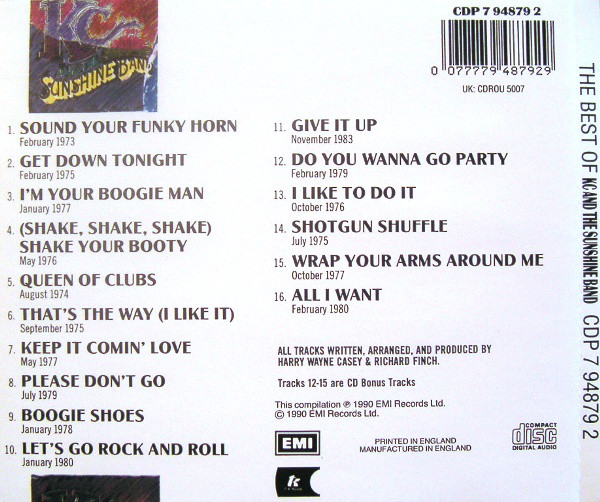 KC
SUNSHINE BAND
CDP 7 94879 2
0 077779 487929
UK: CDROU 5007
1. SOUND YOUR FUNKY HORN
February 1973
2. GET DOWN TONIGHT
February 1975
3. I'M YOUR BOOGIE MAN
January 1977
4. (SHAKE, SHAKE, SHAKE)
SHAKE YOUR BOOTY
May 1976
5. QUEEN OF CLUBS
August 1974
6. THAT'S THE WAY (I LIKE IT)
September 1975
7. KEEP IT COMIN' LOVE
May 1977
8. PLEASE DON'T GO
July 1979
9. BOOGIE SHOES
January 1978
10. LET'S GO ROCK AND ROLL
January 1980
11. GIVE IT UP
November 1983
12. DO YOU WANNA GO PARTY
February 1979
13. I LIKE TO DO IT
October 1976
14. SHOTGUN SHUFFLE
July 1975
15. WRAP YOUR ARMS AROUND ME
October 1977
16. ALL I WANT
February 1980
ALL TRACKS WRITTEN, ARRANGED, AND PRODUCED BY
HARRY WAYNE CASEY & RICHARD FINCH.
Tracks 12-15 are CD Bonus Tracks
This compilation ℗ 1990 EMI Records Ltd.
© 1990 EMI Records Ltd.
EMI
PRINTED IN ENGLAND
MANUFACTURED IN ENGLAND
COMPACT
disc
DIGITAL AUDIO
THE BEST OF KC AND THE SUNSHINE BAND CDP 7 94879 2